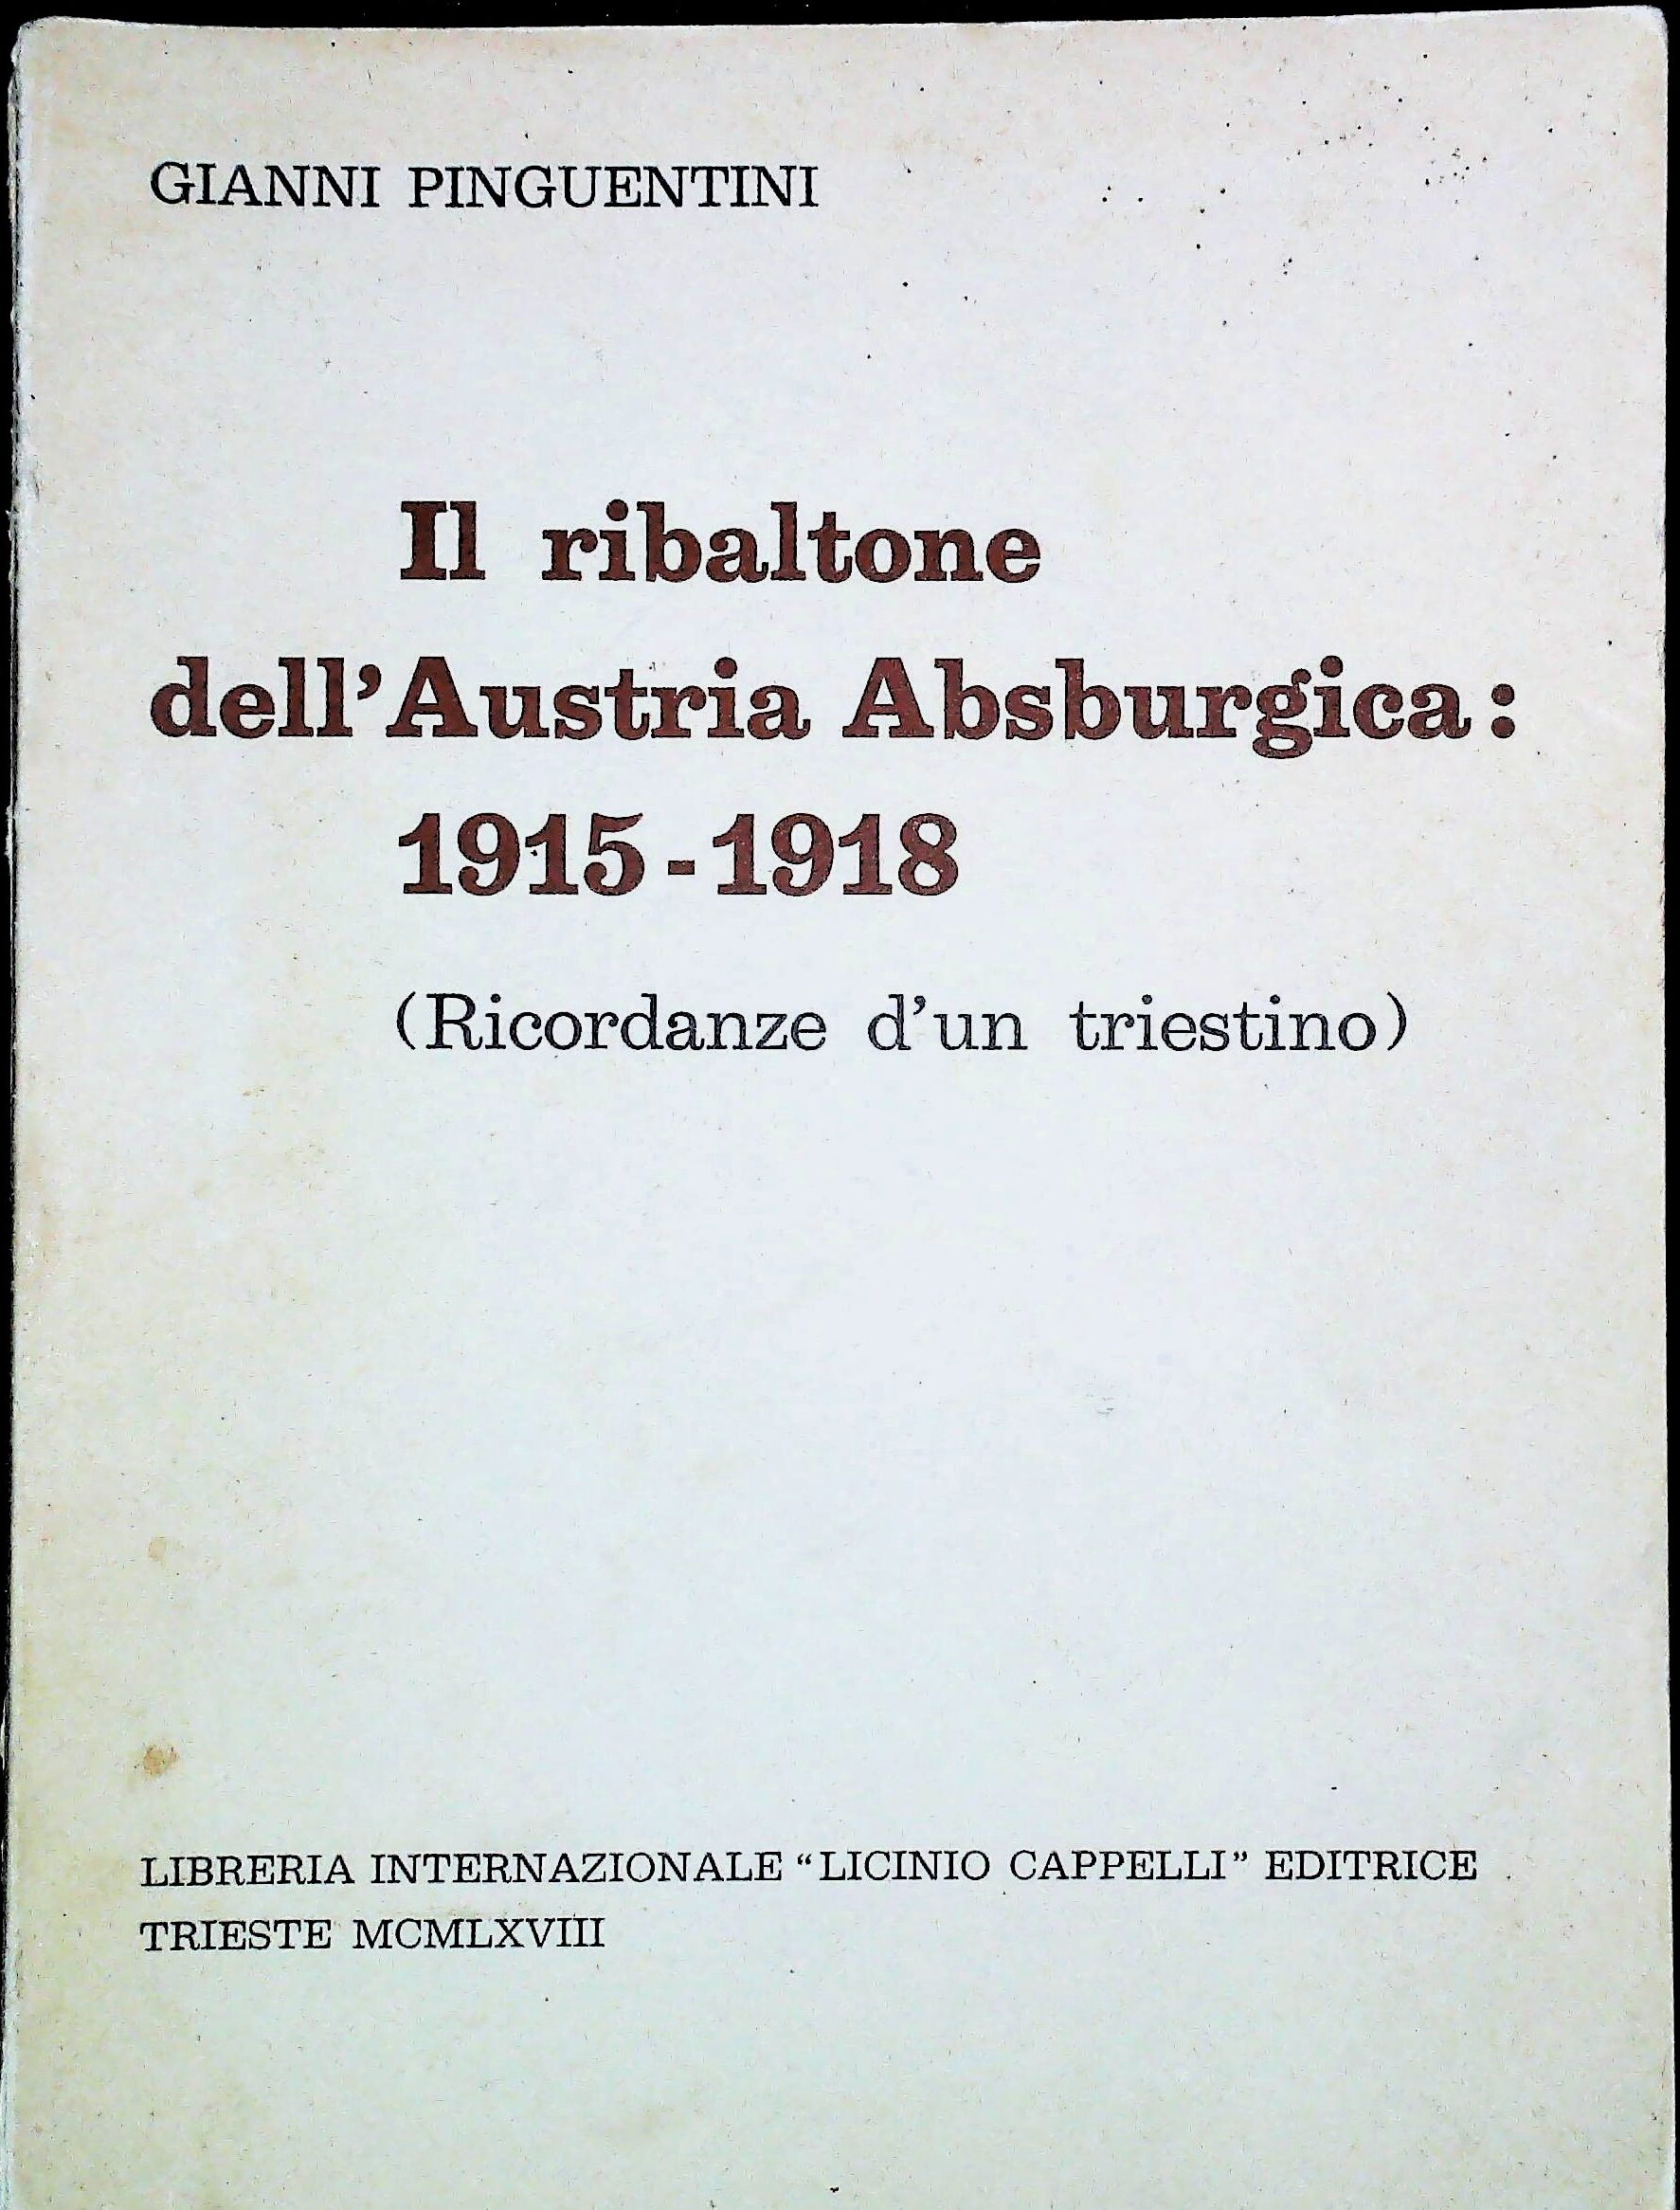 GIANNI PINGUENTINI
Il ribaltone
dell'Austria Absburgica:
1915-1918
(Ricordanze d'un triestino)
LIBRERIA INTERNAZIONALE “LICINIO CAPPELLI” EDITRICE
TRIESTE MCMLXVIII